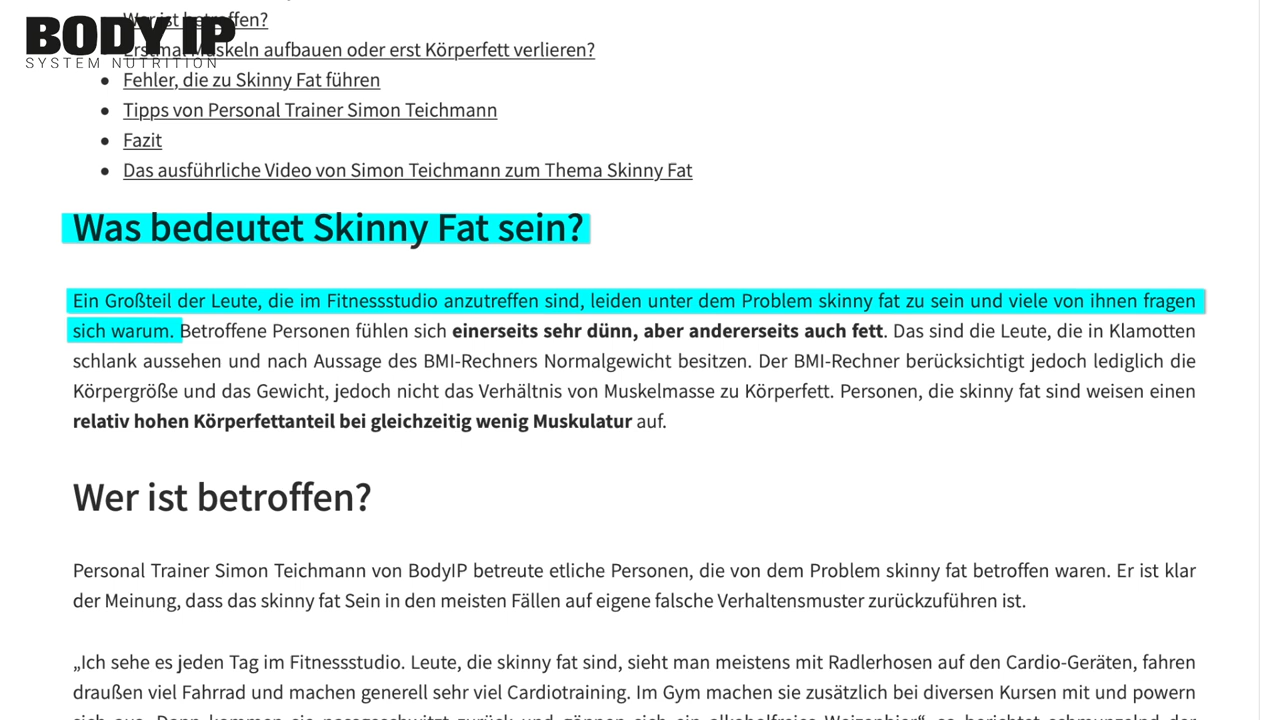 Wer ist betroffen?
BODY IP
SYSTEM NUTRITION
Erstmal Muskeln aufbauen oder erst Körperfett verlieren?
Fehler, die zu Skinny Fat führen
Tipps von Personal Trainer Simon Teichmann
Fazit
Das ausführliche Video von Simon Teichmann zum Thema Skinny Fat
Was bedeutet Skinny Fat sein?
Ein Großteil der Leute, die im Fitnessstudio anzutreffen sind, leiden unter dem Problem skinny fat zu sein und viele von ihnen fragen
sich warum. Betroffene Personen fühlen sich einerseits sehr dünn, aber andererseits auch fett. Das sind die Leute, die in Klamotten
schlank aussehen und nach Aussage des BMI-Rechners Normalgewicht besitzen. Der BMI-Rechner berücksichtigt jedoch lediglich die
Körpergröße und das Gewicht, jedoch nicht das Verhältnis von Muskelmasse zu Körperfett. Personen, die skinny fat sind weisen einen
relativ hohen Körperfettanteil bei gleichzeitig wenig Muskulatur auf.
Wer ist betroffen?
Personal Trainer Simon Teichmann von BodyIP betreute etliche Personen, die von dem Problem skinny fat betroffen waren. Er ist klar
der Meinung, dass das skinny fat Sein in den meisten Fällen auf eigene falsche Verhaltensmuster zurückzuführen ist.
„Ich sehe es jeden Tag im Fitnessstudio. Leute, die skinny fat sind, sieht man meistens mit Radlerhosen auf den Cardio-Geräten, fahren
draußen viel Fahrrad und machen generell sehr viel Cardiotraining. Im Gym machen sie zusätzlich bei diversen Kursen mit und powern